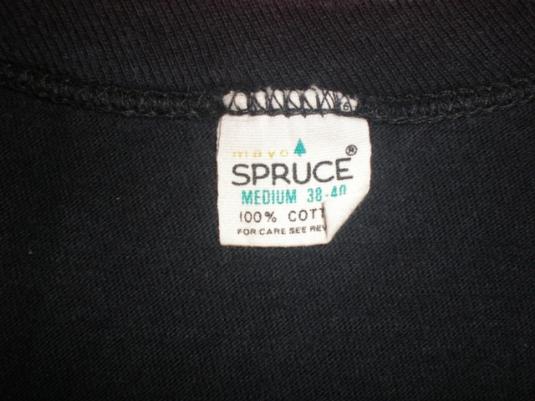 mayo
SPRUCE®
MEDIUM 38-40
100% COTT
FOR CARE SEE REV